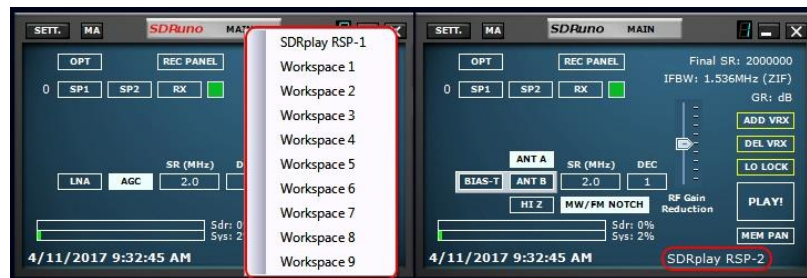 SETT. MA SDRuno MAIN
OPT REC PANEL
0 SP1 SP2 RX
SR (MHz)
LNA AGC 2.0
Sdr: 0%
Sys: 2%
4/11/2017 9:32:45 AM
SDRplay RSP-1
Workspace 1
Workspace 2
Workspace 3
Workspace 4
Workspace 5
Workspace 6
Workspace 7
Workspace 8
Workspace 9
SETT. MA SDRuno MAIN
OPT REC PANEL Final SR: 2000000
IFBW: 1.536MHz (ZIF)
0 SP1 SP2 RX GR: dB
ADD VRX
DEL VRX
ANT A SR (MHz) DEC LO LOCK
BIAS-T ANT B 2.0 1
HI Z MW/FM NOTCH RF Gain Reduction PLAY!
Sdr: 0%
Sys: 2% MEM PAN
4/11/2017 9:32:45 AM SDRplay RSP-2